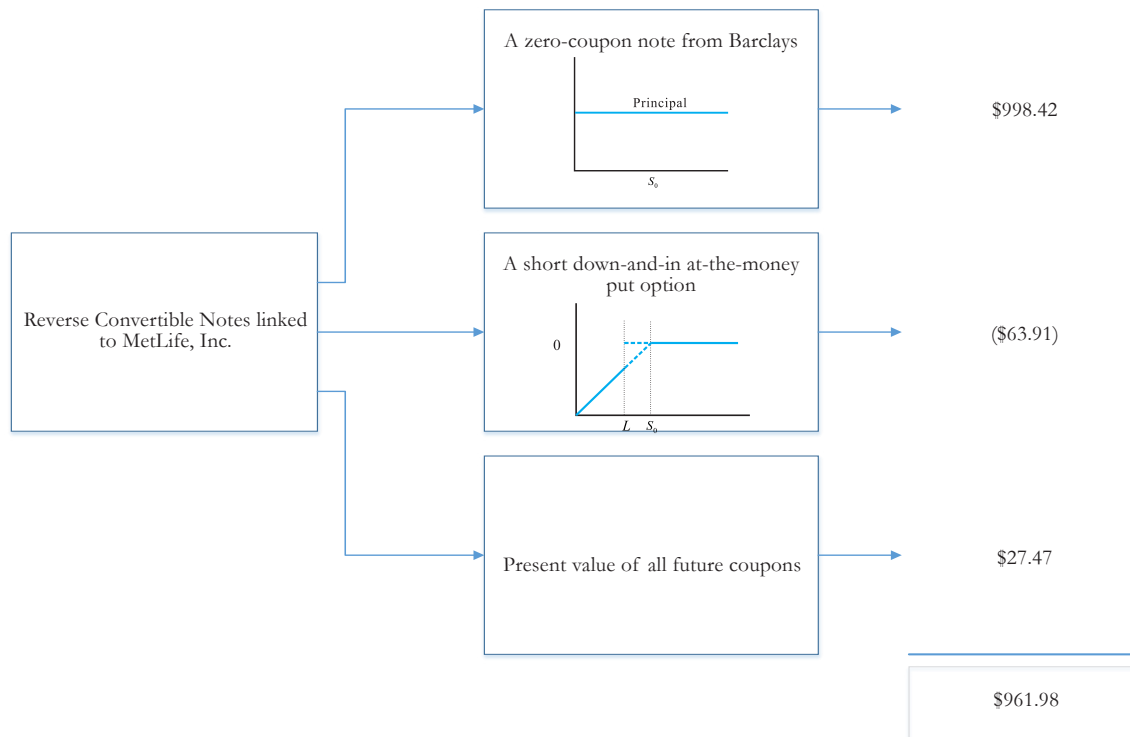 A zero-coupon note from Barclays
Principal
S₀
$998.42
Reverse Convertible Notes linked
to MetLife, Inc.
A short down-and-in at-the-money
put option
0
L S₀
($63.91)
Present value of all future coupons
$27.47
$961.98